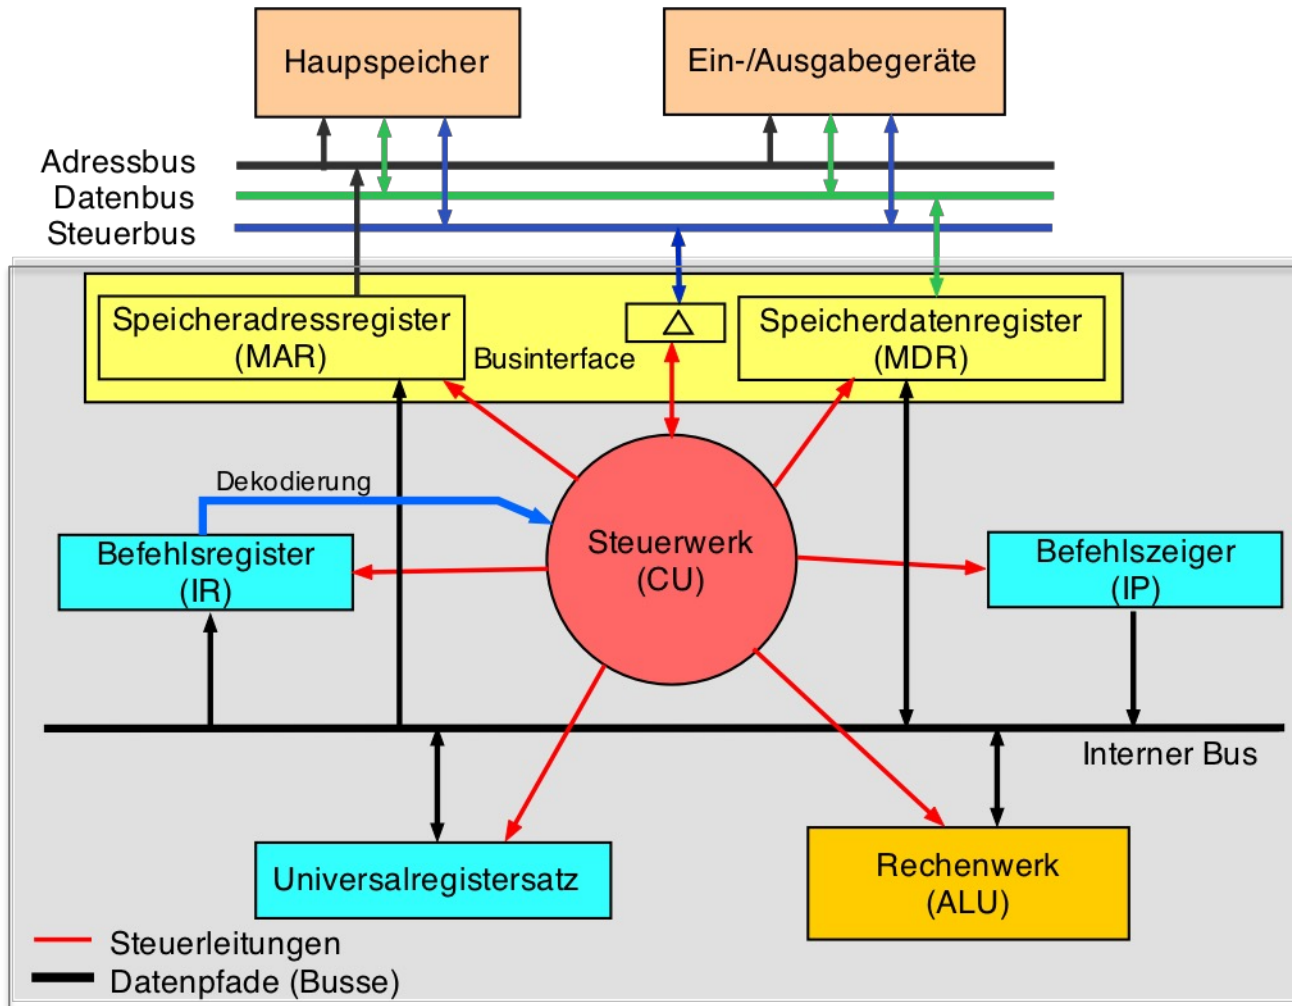 Haupspeicher
Ein-/Ausgabegeräte
Adressbus
Datenbus
Steuerbus
Speicheradressregister
(MAR)
Businterface
Speicherdatenregister
(MDR)
Dekodierung
Befehlsregister
(IR)
Steuerwerk
(CU)
Befehlszeiger
(IP)
Interner Bus
Universalregistersatz
Rechenwerk
(ALU)
Steuerleitungen
Datenpfade (Busse)